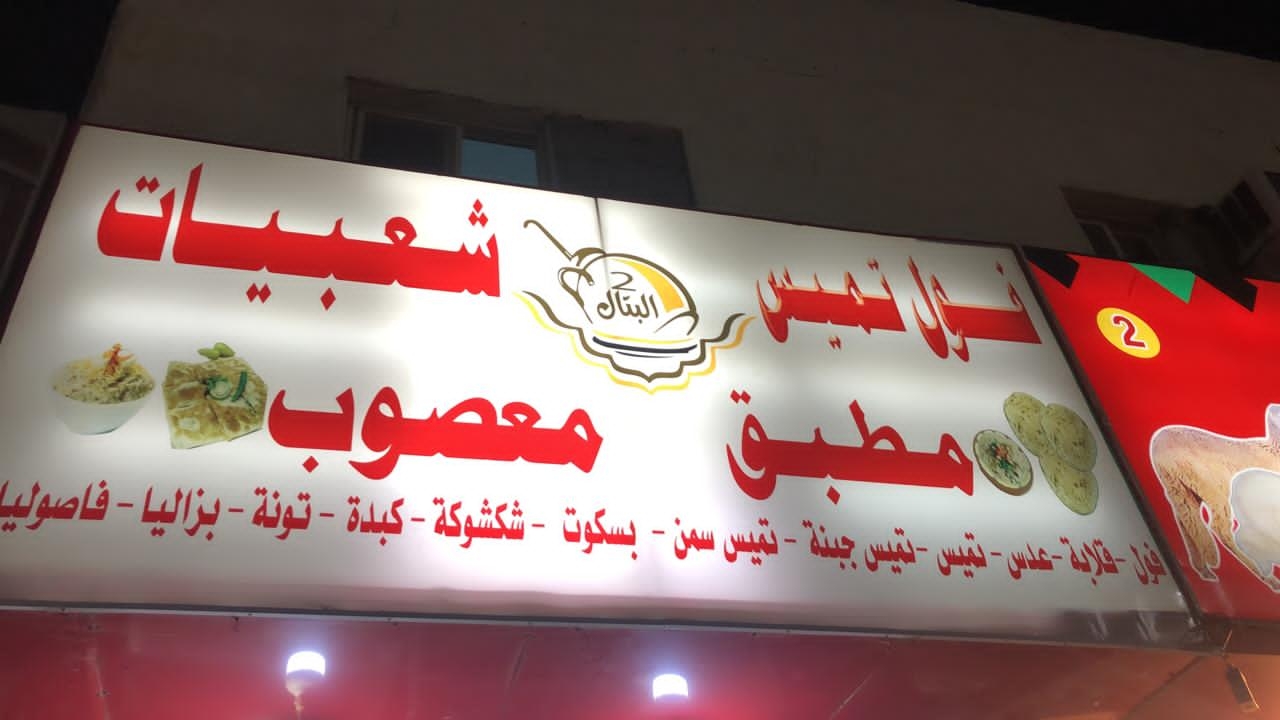 فول تميس
البتال
2
شعبيات
مطبق
معصوب
فول - قلابة - عدس - تميس - تميس جبنة - تميس سمن - بسكوت - شكشوكة - كبدة - تونة - بزاليا - فاصوليا
2